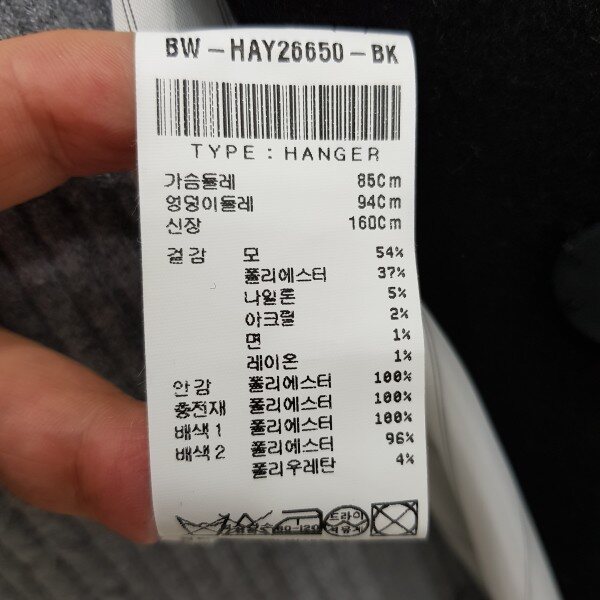 BW-HAY26650-BK
TYPE : HANGER
가슴둘레 85Cm
엉덩이둘레 94Cm
신장 160Cm
겉감 모 54%
폴리에스터 37%
나일론 5%
아크릴 2%
면 1%
레이온 1%
안감 폴리에스터 100%
충전재 폴리에스터 100%
배색1 폴리에스터 100%
배색2 폴리에스터 96%
폴리우레탄 4%
드라이